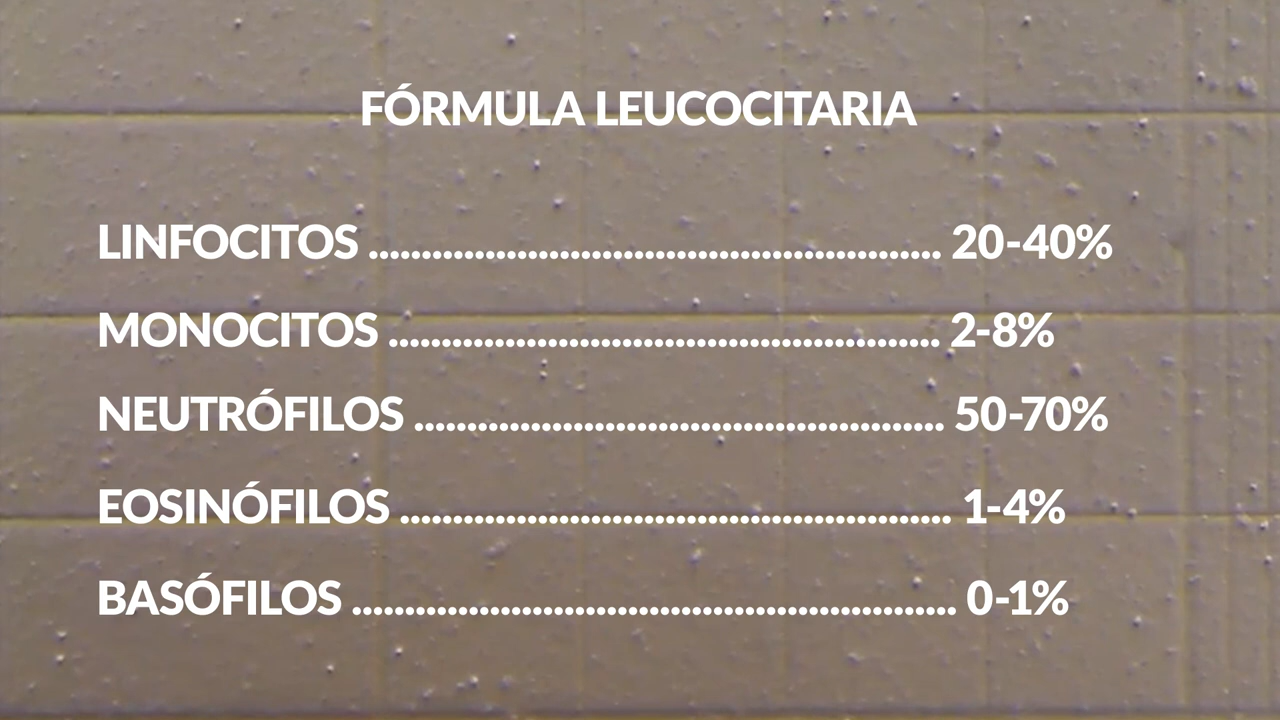 FÓRMULA LEUCOCITARIA
LINFOCITOS ........................................................ 20-40%
MONOCITOS ...................................................... 2-8%
NEUTRÓFILOS .................................................... 50-70%
EOSINÓFILOS ...................................................... 1-4%
BASÓFILOS ........................................................... 0-1%